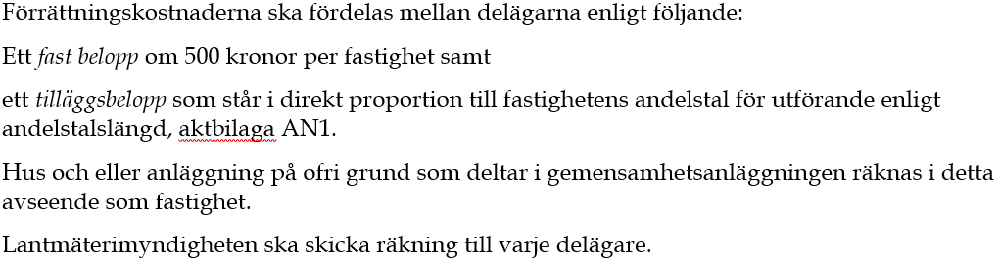 Förrättningskostnaderna ska fördelas mellan delägarna enligt följande:
Ett fast belopp om 500 kronor per fastighet samt
ett tilläggsbelopp som står i direkt proportion till fastighetens andelstal för utförande enligt
andelstalslängd, aktbilaga AN1.
Hus och eller anläggning på ofri grund som deltar i gemensamhetsanläggningen räknas i detta
avseende som fastighet.
Lantmäterimyndigheten ska skicka räkning till varje delägare.